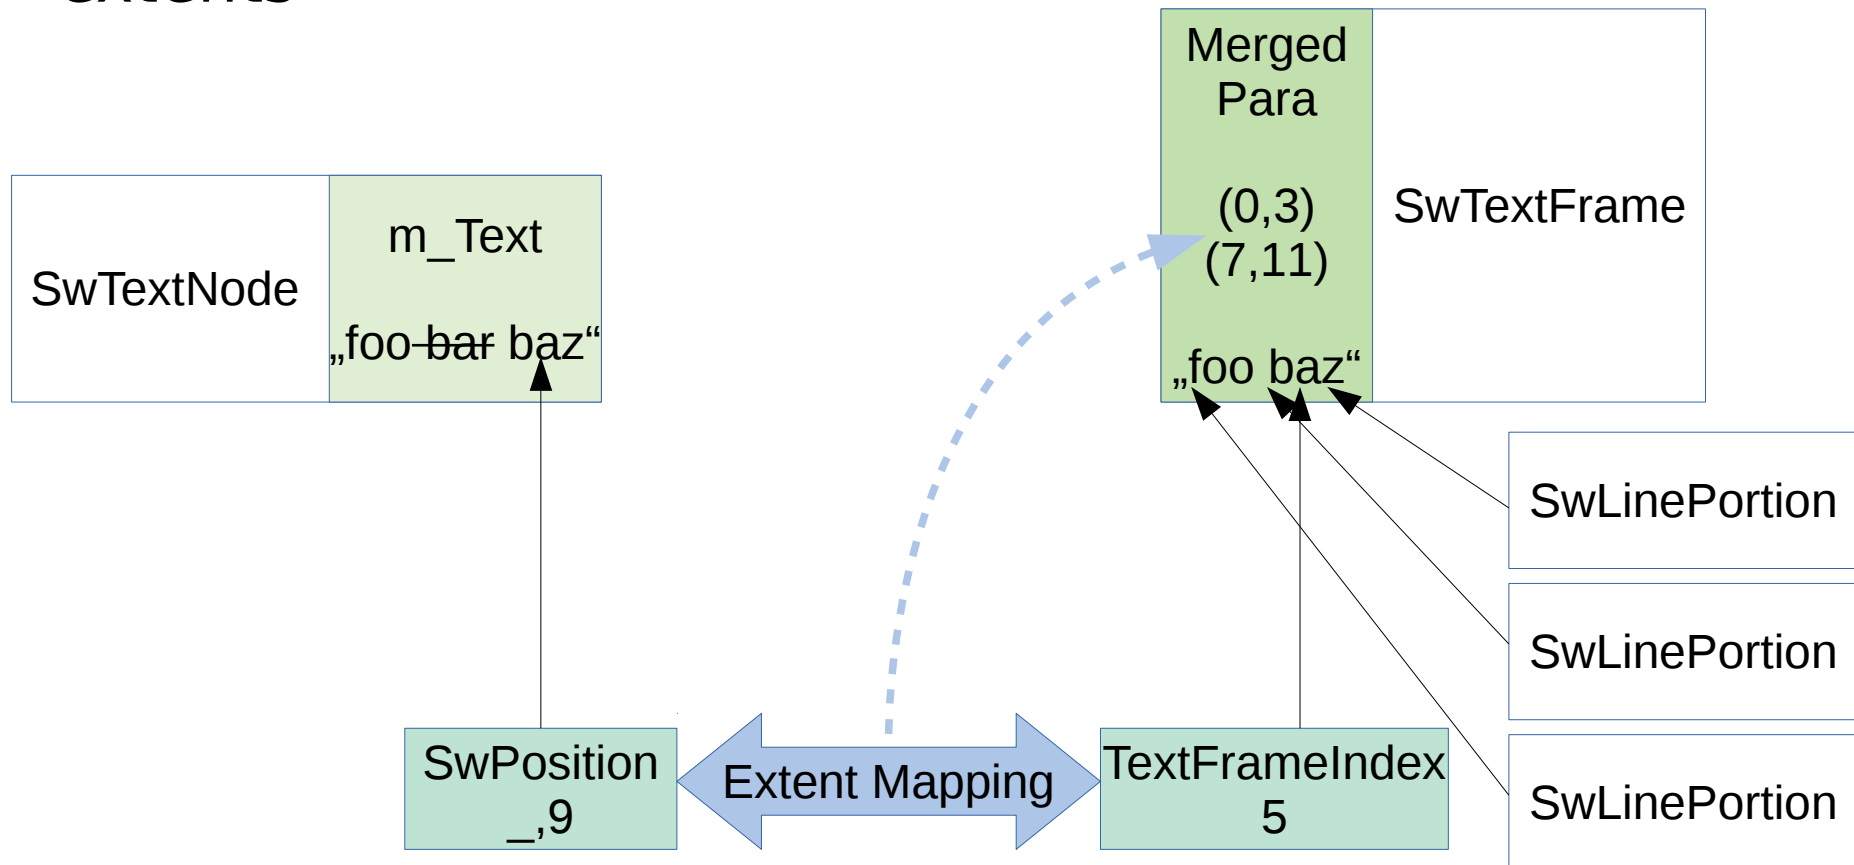 extents
Merged
Para
(0,3)
(7,11)
„foo baz“
SwTextFrame
SwTextNode
m_Text
„foo bar baz“
SwLinePortion
SwLinePortion
SwLinePortion
SwPosition
_,9
Extent Mapping
TextFrameIndex
5